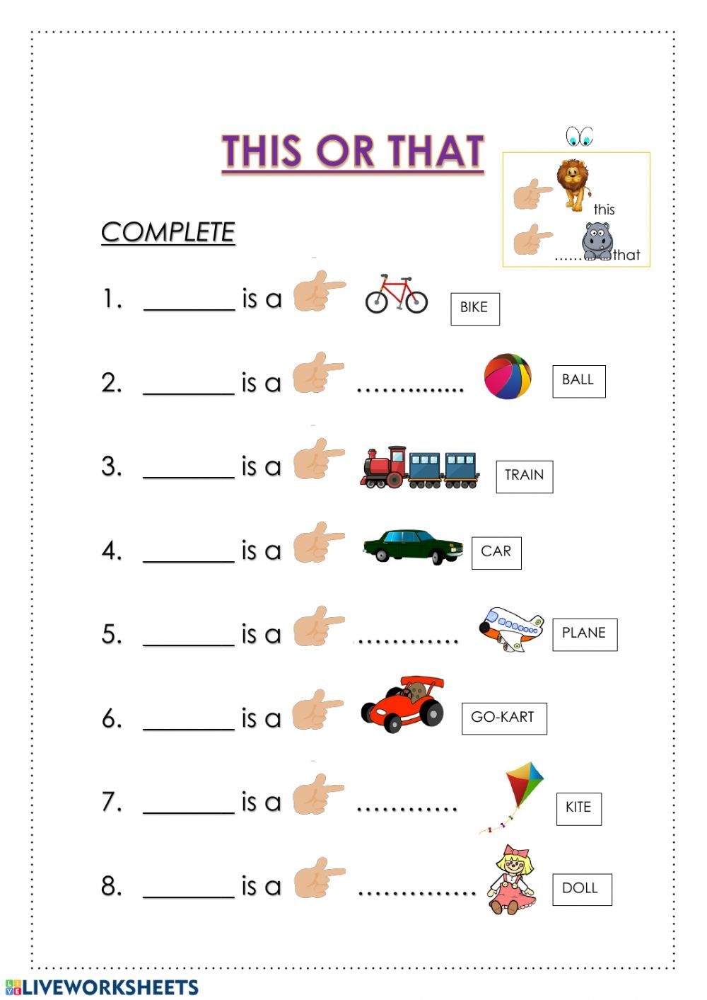 THIS OR THAT
this
......that
COMPLETE
1. _______ is a BIKE
2. _______ is a .............. BALL
3. _______ is a TRAIN
4. _______ is a CAR
5. _______ is a ............ PLANE
6. _______ is a GO-KART
7. _______ is a ............ KITE
8. _______ is a .............. DOLL
LIVEWORKSHEETS